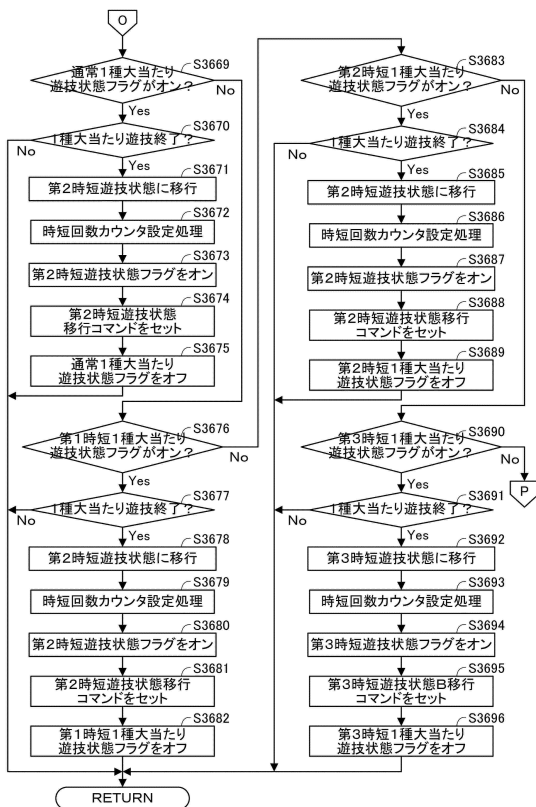 O
S3669
通常1種大当たり
遊技状態フラグがオン?
No
Yes
S3670
1種大当たり遊技終了?
No
Yes
S3671
第2時短遊技状態に移行
S3672
時短回数カウンタ設定処理
S3673
第2時短遊技状態フラグをオン
S3674
第2時短遊技状態
移行コマンドをセット
S3675
通常1種大当たり
遊技状態フラグをオフ
S3676
第1時短1種大当たり
遊技状態フラグがオン?
No
Yes
S3677
1種大当たり遊技終了?
No
Yes
S3678
第2時短遊技状態に移行
S3679
時短回数カウンタ設定処理
S3680
第2時短遊技状態フラグをオン
S3681
第2時短遊技状態移行
コマンドをセット
S3682
第1時短1種大当たり
遊技状態フラグをオフ
RETURN
S3683
第2時短1種大当たり
遊技状態フラグがオン?
No
Yes
S3684
1種大当たり遊技終了?
No
Yes
S3685
第2時短遊技状態に移行
S3686
時短回数カウンタ設定処理
S3687
第2時短遊技状態フラグをオン
S3688
第2時短遊技状態移行
コマンドをセット
S3689
第2時短1種大当たり
遊技状態フラグをオフ
S3690
第3時短1種大当たり
遊技状態フラグがオン?
No
P
Yes
S3691
1種大当たり遊技終了?
No
Yes
S3692
第3時短遊技状態に移行
S3693
時短回数カウンタ設定処理
S3694
第3時短遊技状態フラグをオン
S3695
第3時短遊技状態B移行
コマンドをセット
S3696
第3時短1種大当たり
遊技状態フラグをオフ